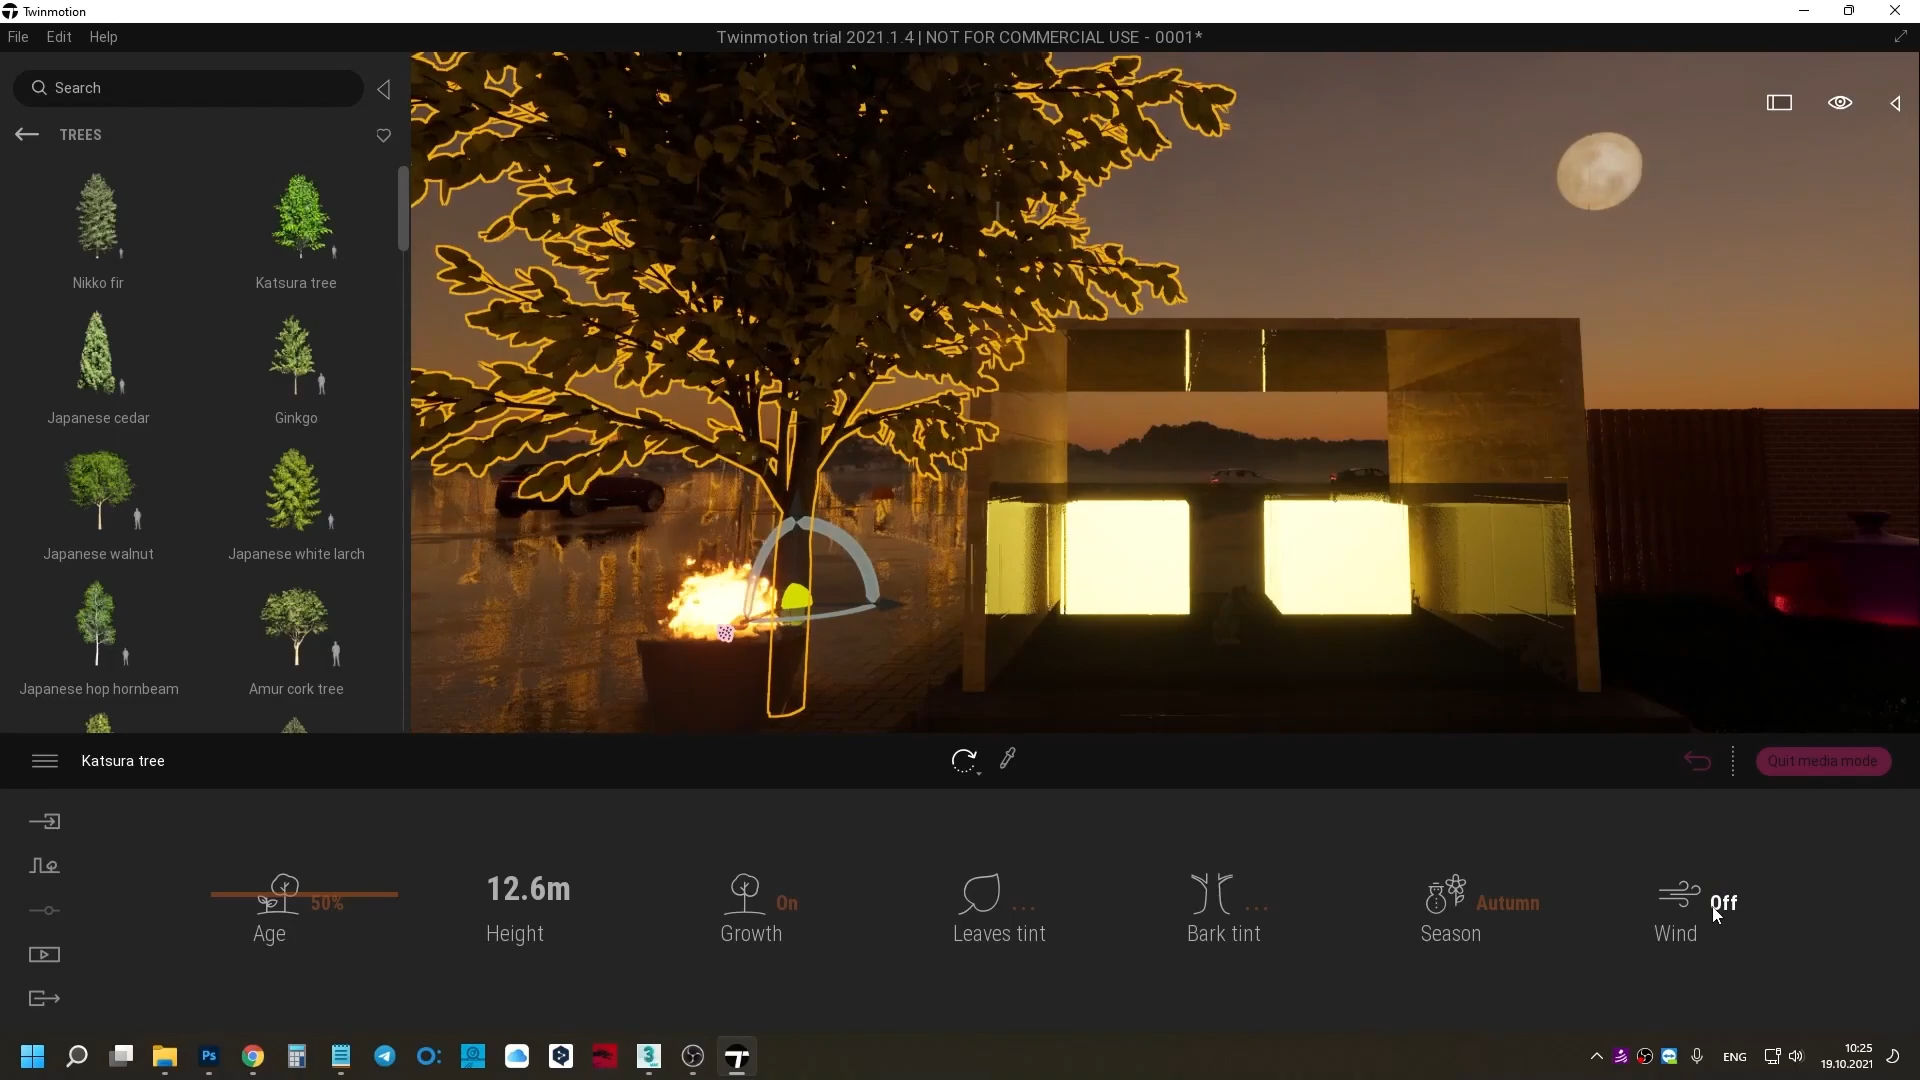 Twinmotion
File Edit Help
Twinmotion trial 2021.1.4 | NOT FOR COMMERCIAL USE - 0001*
Search
TREES
Nikko fir
Katsura tree
Japanese cedar
Ginkgo
Japanese walnut
Japanese white larch
Japanese hop hornbeam
Amur cork tree
Katsura tree
Quit media mode
50%
Age
12.6m
Height
On
Growth
...
Leaves tint
...
Bark tint
Autumn
Season
Off
Wind
Ps
3
ENG
10:25
19.10.2021